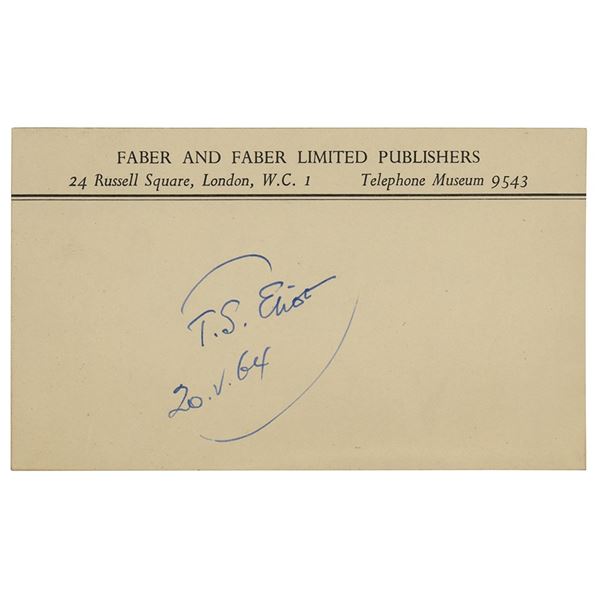 FABER AND FABER LIMITED PUBLISHERS
24 Russell Square, London, W.C. 1 Telephone Museum 9543
T.S. Eliot
20.V.64